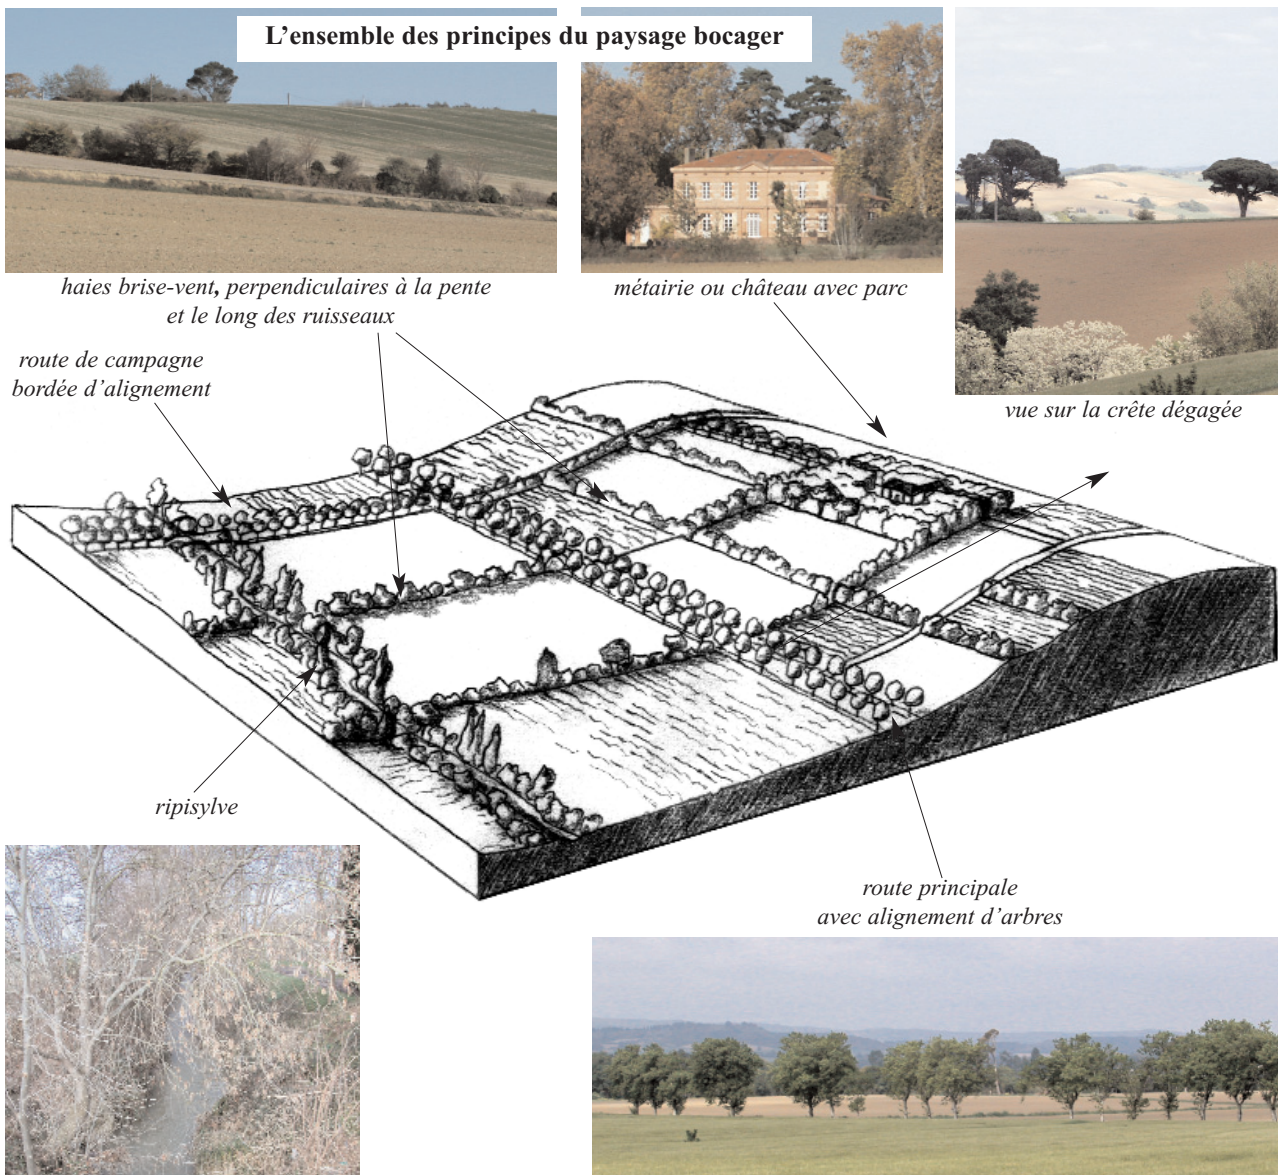 L’ensemble des principes du paysage bocager
haies brise-vent, perpendiculaires à la pente
et le long des ruisseaux
métairie ou château avec parc
route de campagne
bordée d’alignement
vue sur la crête dégagée
ripisylve
route principale
avec alignement d’arbres